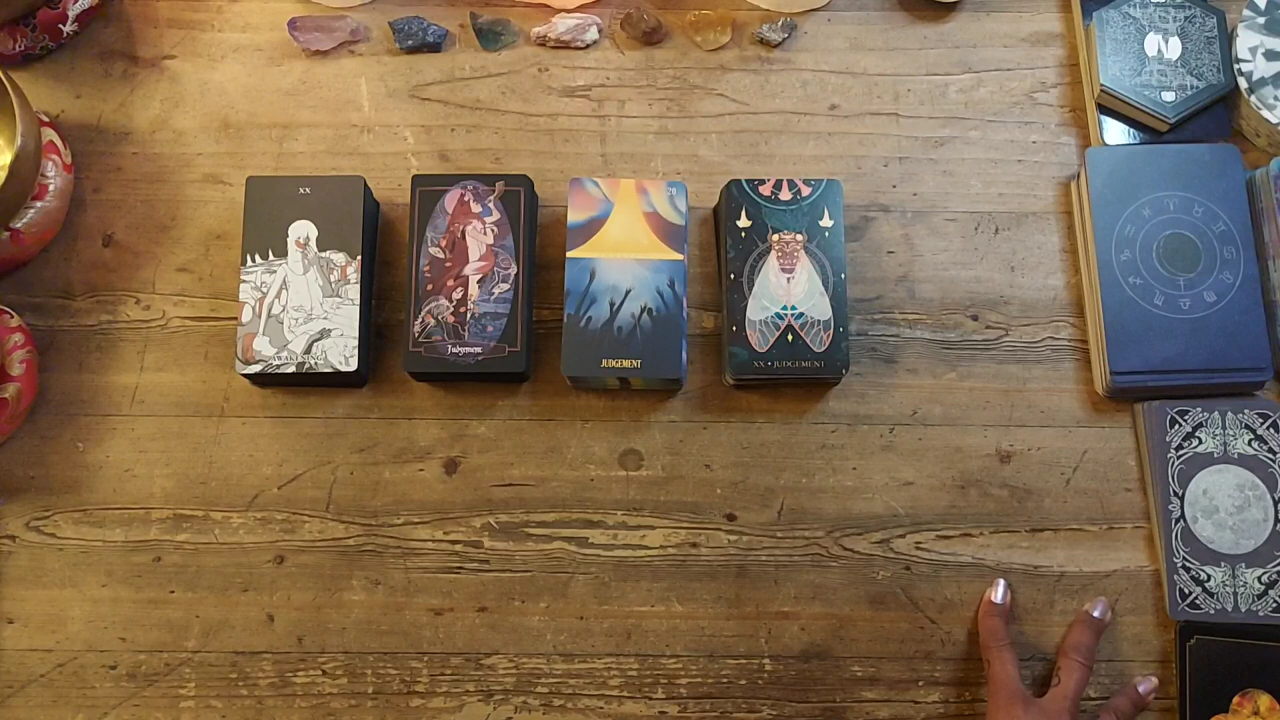 XX
AWAKENING
Judgement
20
JUDGEMENT
XX • JUDGEMENT
N